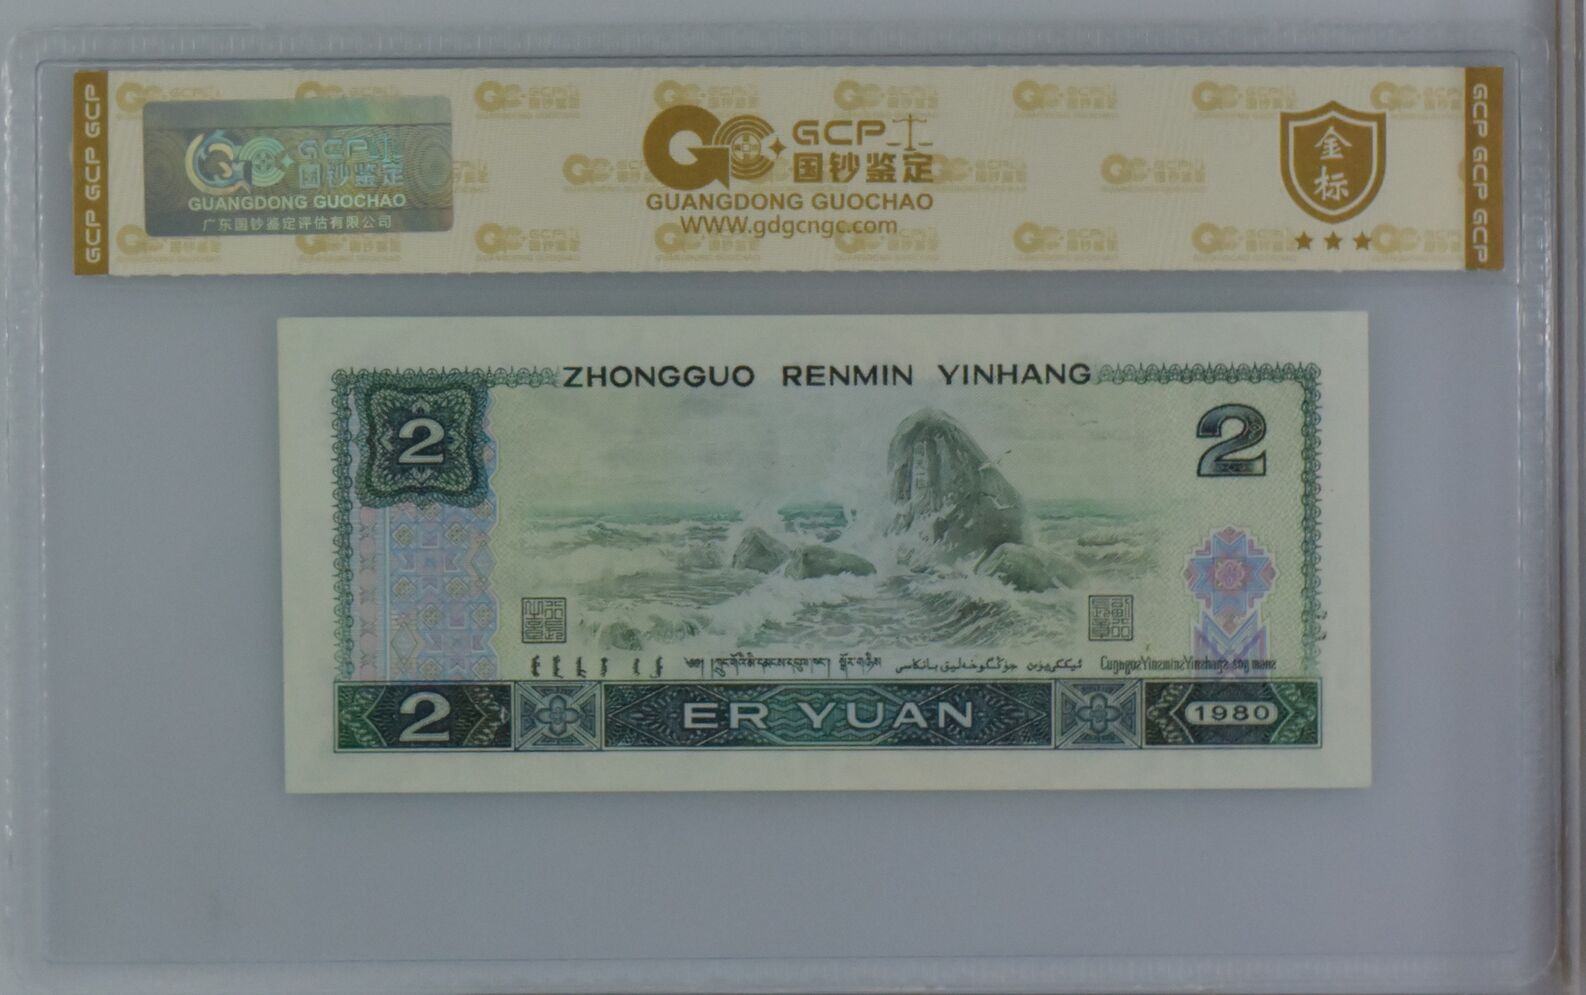 GCP GCP GCP
GCP
国钞鉴定
GUANGDONG GUOCHAO
广东国钞鉴定评估有限公司
GCP
国钞鉴定
GUANGDONG GUOCHAO
WWW.gdgcngc.com
金标
GCP GCP GCP
ZHONGGUO RENMIN YINHANG
2
2
2
ER YUAN
1980